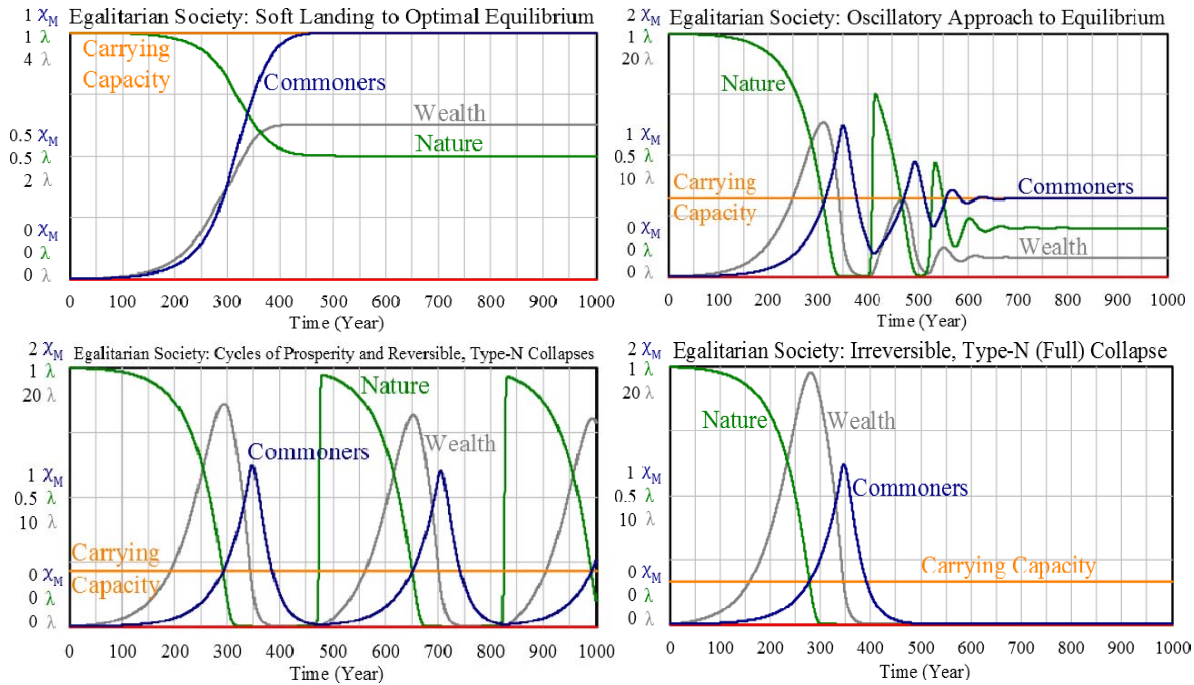 Egalitarian Society: Soft Landing to Optimal Equilibrium
1 χM
1 λ
4 λ
Carrying
Capacity
Commoners
Wealth
Nature
0.5 χM
0.5 λ
2 λ
0 χM
0 λ
0 λ
0 100 200 300 400 500 600 700 800 900 1000
Time (Year)
Egalitarian Society: Oscillatory Approach to Equilibrium
2 χM
1 λ
20 λ
Nature
1 χM
0.5 λ
10 λ
Carrying
Capacity
Commoners
Wealth
0 χM
0 λ
0 λ
0 100 200 300 400 500 600 700 800 900 1000
Time (Year)
Egalitarian Society: Cycles of Prosperity and Reversible, Type-N Collapses
2 χM
1 λ
20 λ
Nature
Commoners
Wealth
1 χM
0.5 λ
10 λ
Carrying
Capacity
0 χM
0 λ
0 λ
0 100 200 300 400 500 600 700 800 900 1000
Time (Year)
Egalitarian Society: Irreversible, Type-N (Full) Collapse
2 χM
1 λ
20 λ
Nature
Wealth
Commoners
1 χM
0.5 λ
10 λ
Carrying Capacity
0 χM
0 λ
0 λ
0 100 200 300 400 500 600 700 800 900 1000
Time (Year)